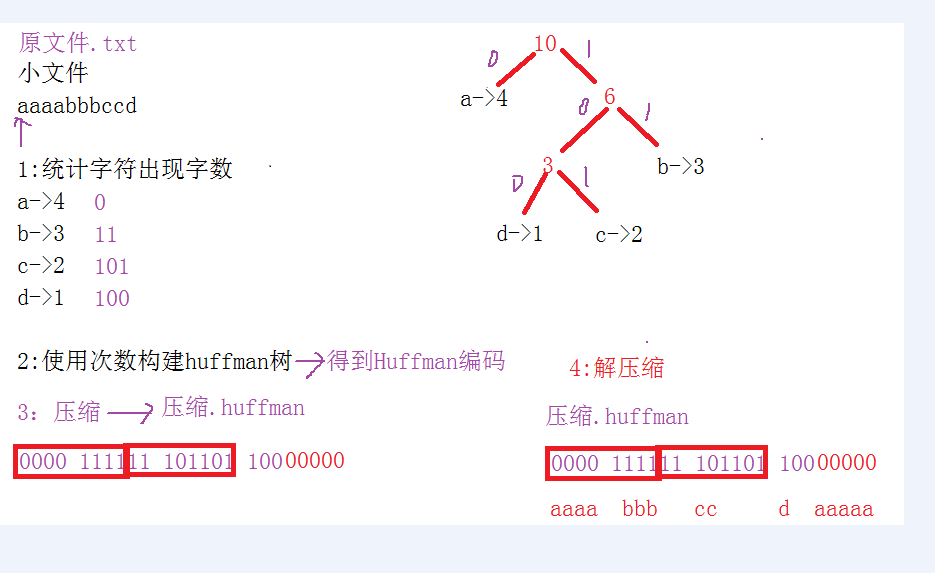 原文件.txt
小文件
aaaabbbccd
1:统计字符出现字数
a->4 0
b->3 11
c->2 101
d->1 100
2:使用次数构建huffman树 得到Huffman编码
3: 压缩 压缩.huffman
0000 111111 101101 10000000
10
0 1
a->4
6
0 1
3
b->3
0 1
d->1 c->2
4:解压缩
压缩.huffman
0000 111111 101101 10000000
aaaa bbb cc d aaaaa